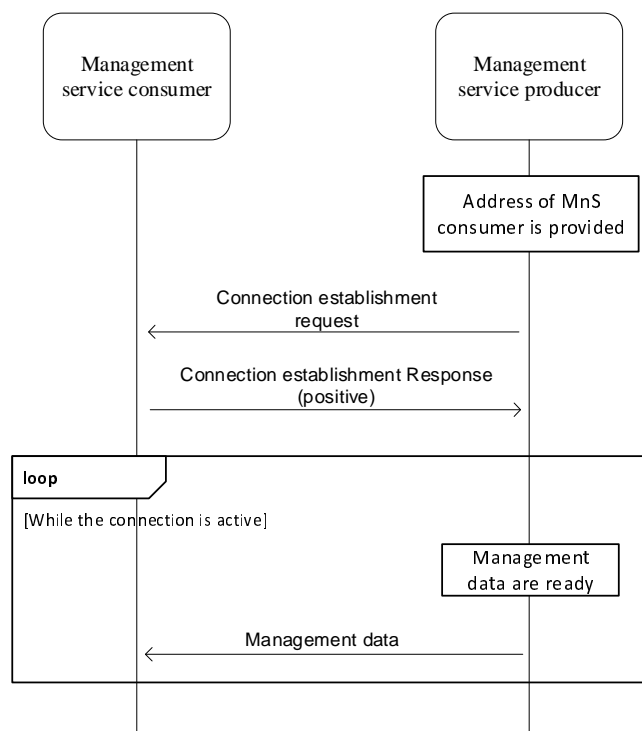 Management
service consumer
Management
service producer
Address of MnS
consumer is provided
Connection establishment
request
Connection establishment Response
(positive)
loop
[While the connection is active]
Management
data are ready
Management data